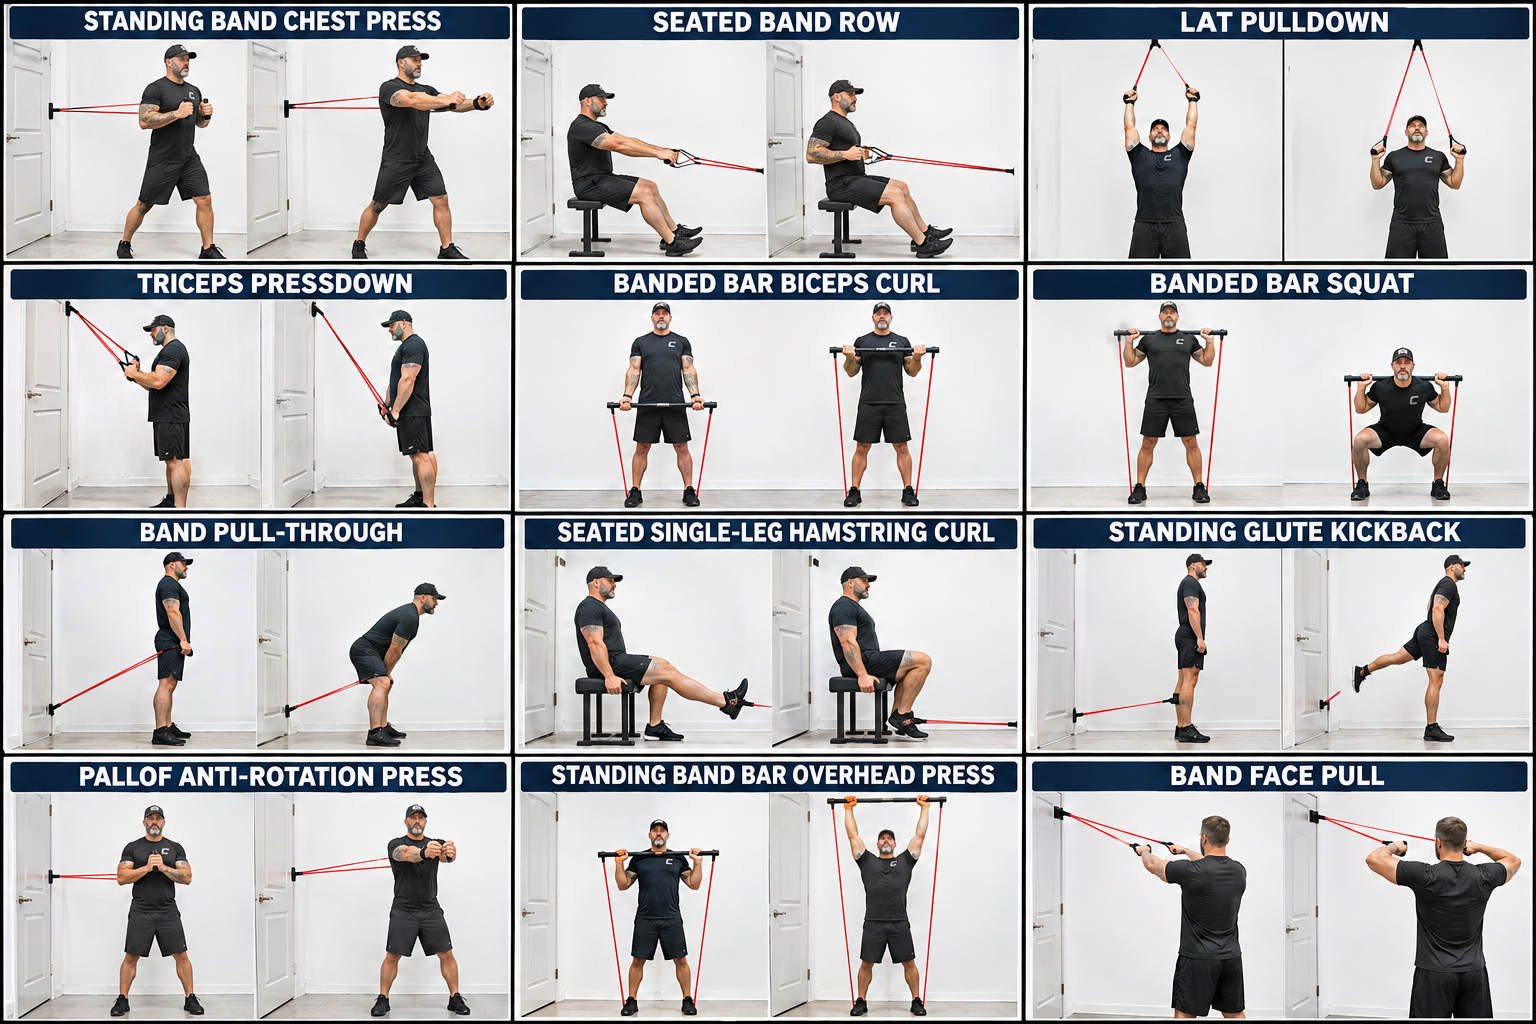 STANDING BAND CHEST PRESS
SEATED BAND ROW
LAT PULLDOWN
TRICEPS PRESSDOWN
BANDED BAR BICEPS CURL
BANDED BAR SQUAT
BAND PULL-THROUGH
SEATED SINGLE-LEG HAMSTRING CURL
STANDING GLUTE KICKBACK
PALLOF ANTI-ROTATION PRESS
STANDING BAND BAR OVERHEAD PRESS
BAND FACE PULL